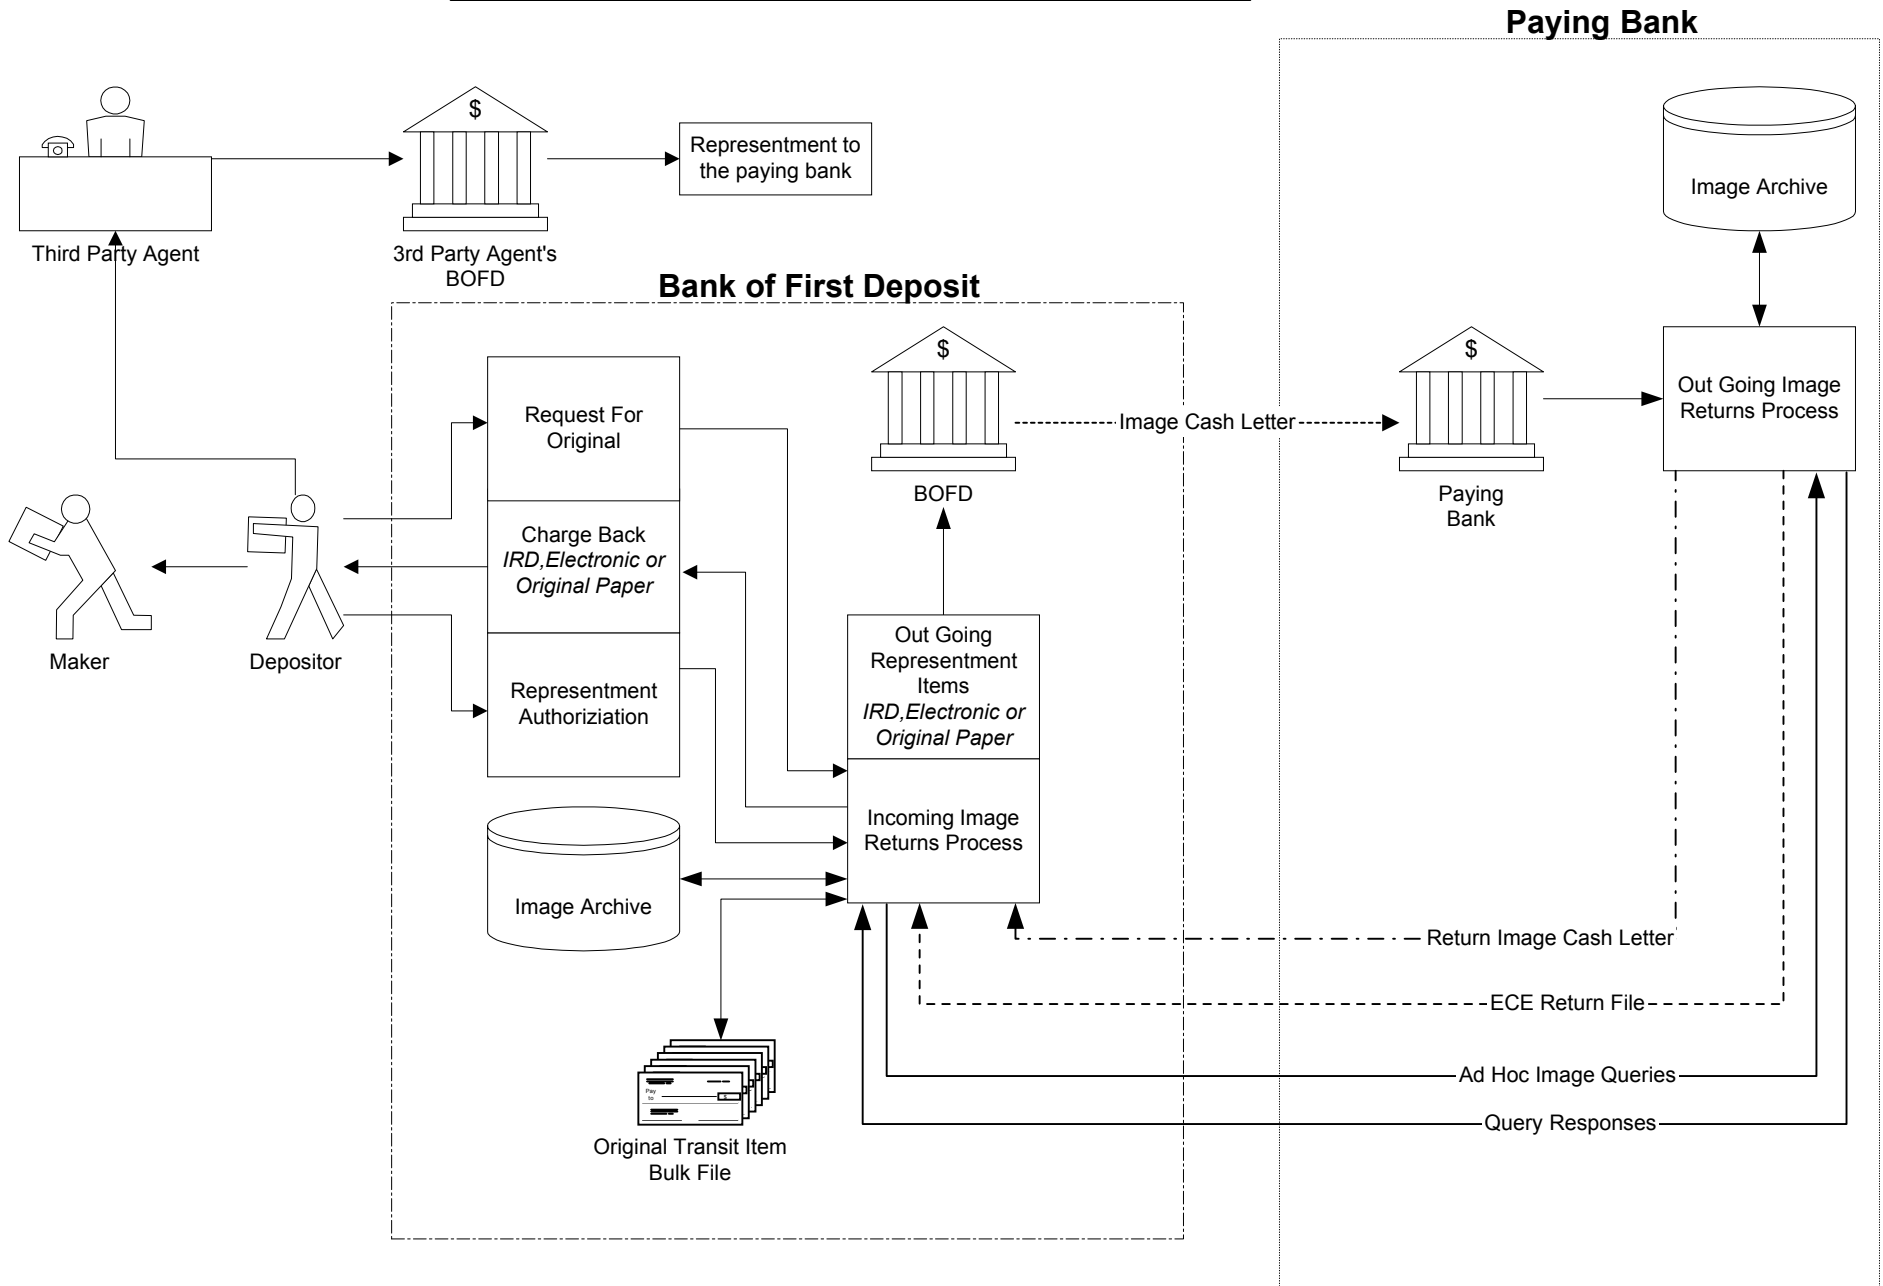 Paying Bank
$
Representment to
the paying bank
Image Archive
Third Party Agent
3rd Party Agent's
BOFD
Bank of First Deposit
$
$
Request For
Original
Out Going Image
Returns Process
Image Cash Letter
BOFD
Paying
Bank
Charge Back
IRD,Electronic or
Original Paper
Maker
Depositor
Representment
Authoriziation
Out Going
Representment
Items
IRD,Electronic or
Original Paper
Incoming Image
Returns Process
Image Archive
Return Image Cash Letter
ECE Return File
Ad Hoc Image Queries
Query Responses
Pay
to
$
Original Transit Item
Bulk File